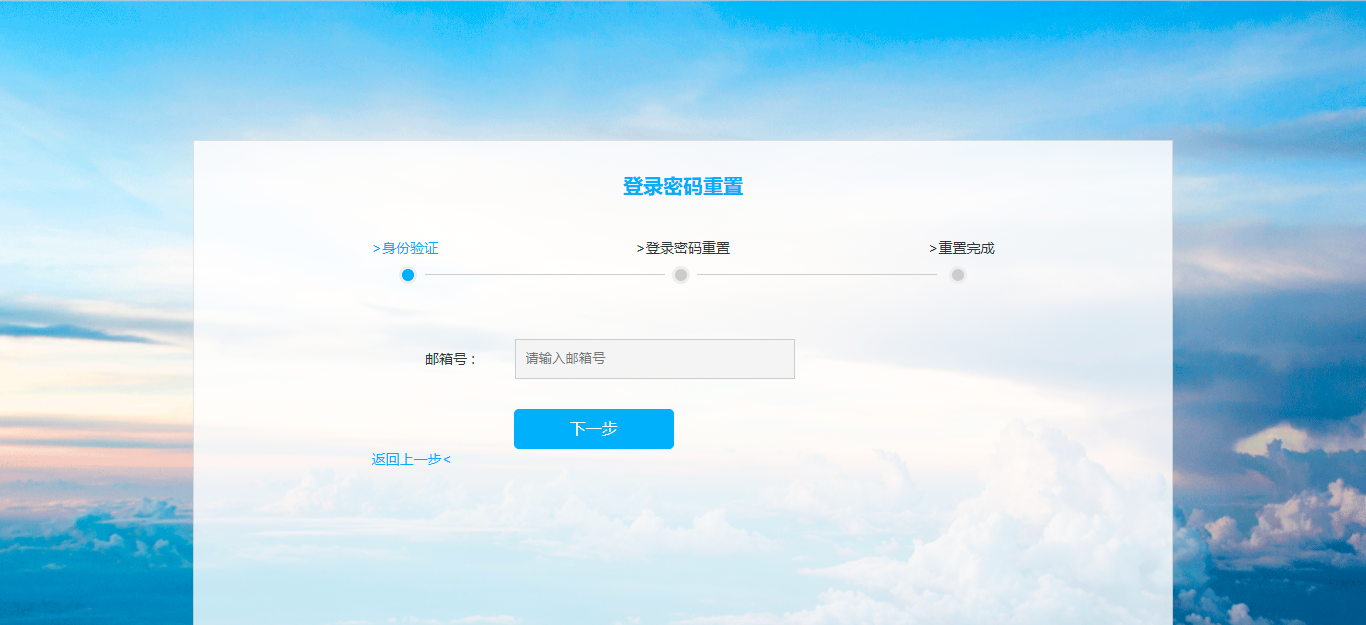 登录密码重置
>身份验证
>登录密码重置
>重置完成
邮箱号：
请输入邮箱号
下一步
返回上一步<